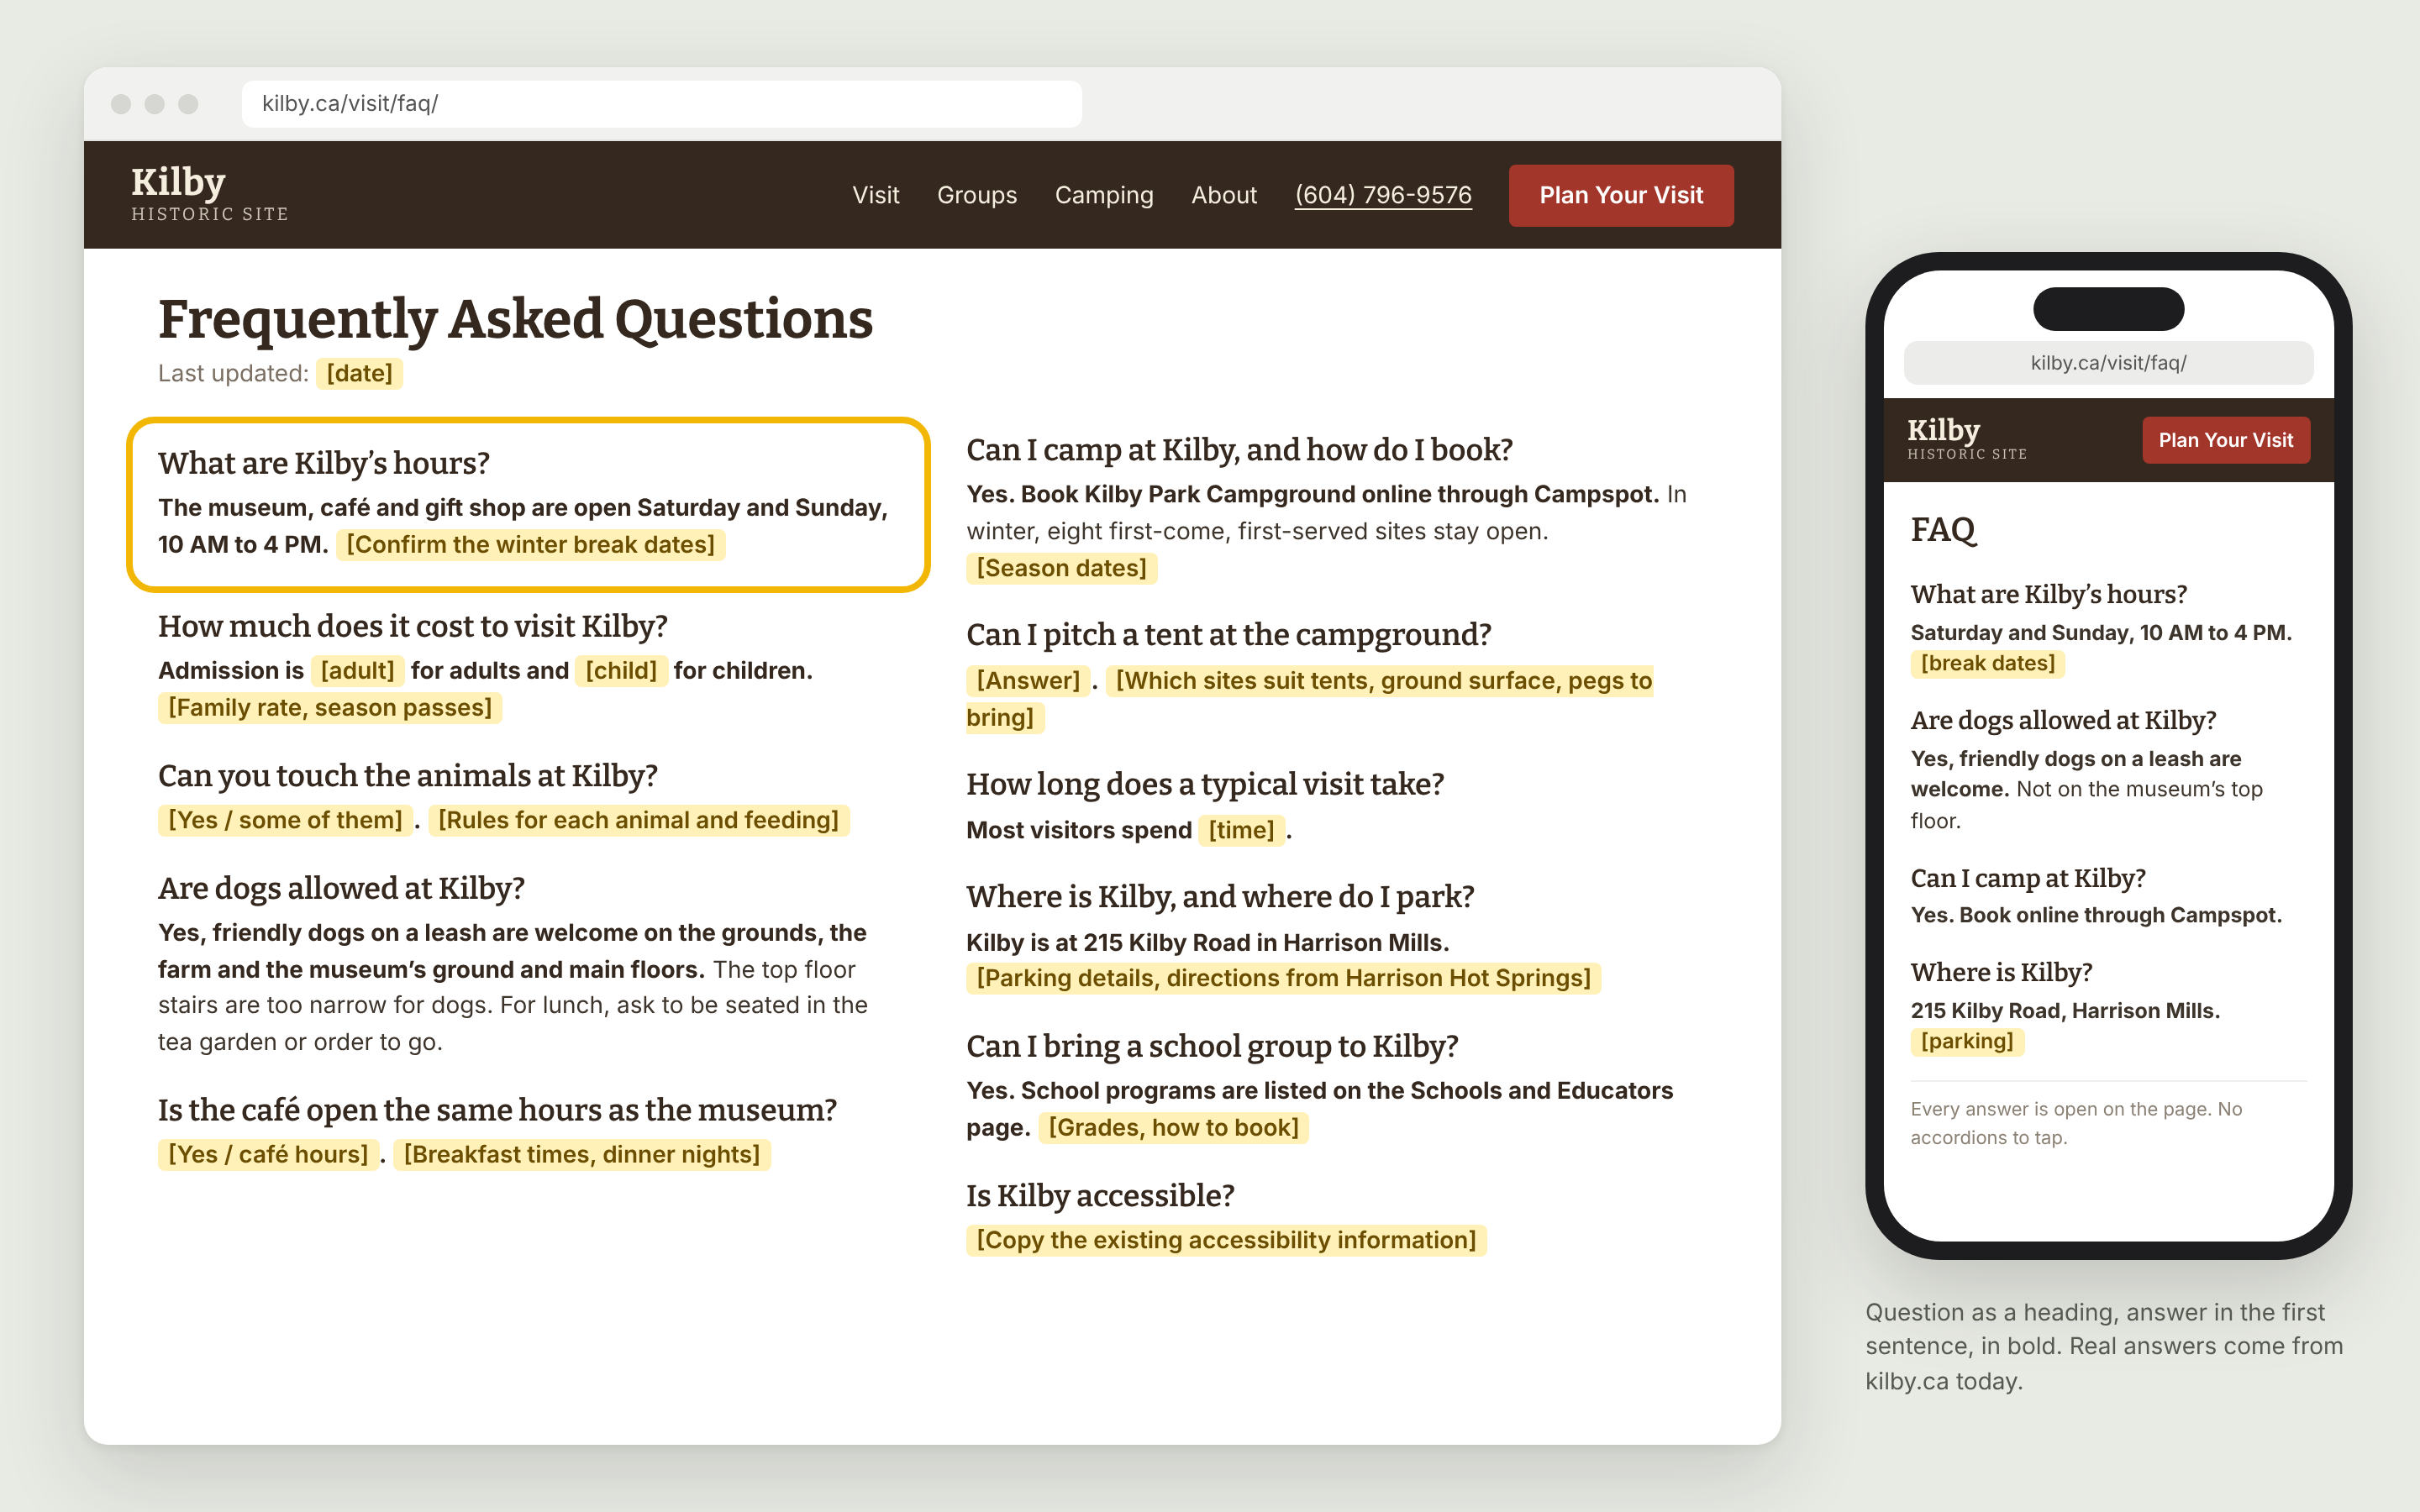 kilby.ca/visit/faq/
Kilby
HISTORIC SITE
Visit
Groups
Camping
About
(604) 796-9576
Plan Your Visit
Frequently Asked Questions
Last updated: [date]
What are Kilby’s hours?
The museum, café and gift shop are open Saturday and Sunday,
10 AM to 4 PM. [Confirm the winter break dates]
How much does it cost to visit Kilby?
Admission is [adult] for adults and [child] for children.
[Family rate, season passes]
Can you touch the animals at Kilby?
[Yes / some of them]. [Rules for each animal and feeding]
Are dogs allowed at Kilby?
Yes, friendly dogs on a leash are welcome on the grounds, the
farm and the museum’s ground and main floors. The top floor
stairs are too narrow for dogs. For lunch, ask to be seated in the
tea garden or order to go.
Is the café open the same hours as the museum?
[Yes / café hours]. [Breakfast times, dinner nights]
Can I camp at Kilby, and how do I book?
Yes. Book Kilby Park Campground online through Campspot. In
winter, eight first-come, first-served sites stay open.
[Season dates]
Can I pitch a tent at the campground?
[Answer]. [Which sites suit tents, ground surface, pegs to
bring]
How long does a typical visit take?
Most visitors spend [time].
Where is Kilby, and where do I park?
Kilby is at 215 Kilby Road in Harrison Mills.
[Parking details, directions from Harrison Hot Springs]
Can I bring a school group to Kilby?
Yes. School programs are listed on the Schools and Educators
page. [Grades, how to book]
Is Kilby accessible?
[Copy the existing accessibility information]
kilby.ca/visit/faq/
Kilby
HISTORIC SITE
Plan Your Visit
FAQ
What are Kilby’s hours?
Saturday and Sunday, 10 AM to 4 PM.
[break dates]
Are dogs allowed at Kilby?
Yes, friendly dogs on a leash are
welcome. Not on the museum’s top
floor.
Can I camp at Kilby?
Yes. Book online through Campspot.
Where is Kilby?
215 Kilby Road, Harrison Mills.
[parking]
Every answer is open on the page. No
accordions to tap.
Question as a heading, answer in the first
sentence, in bold. Real answers come from
kilby.ca today.